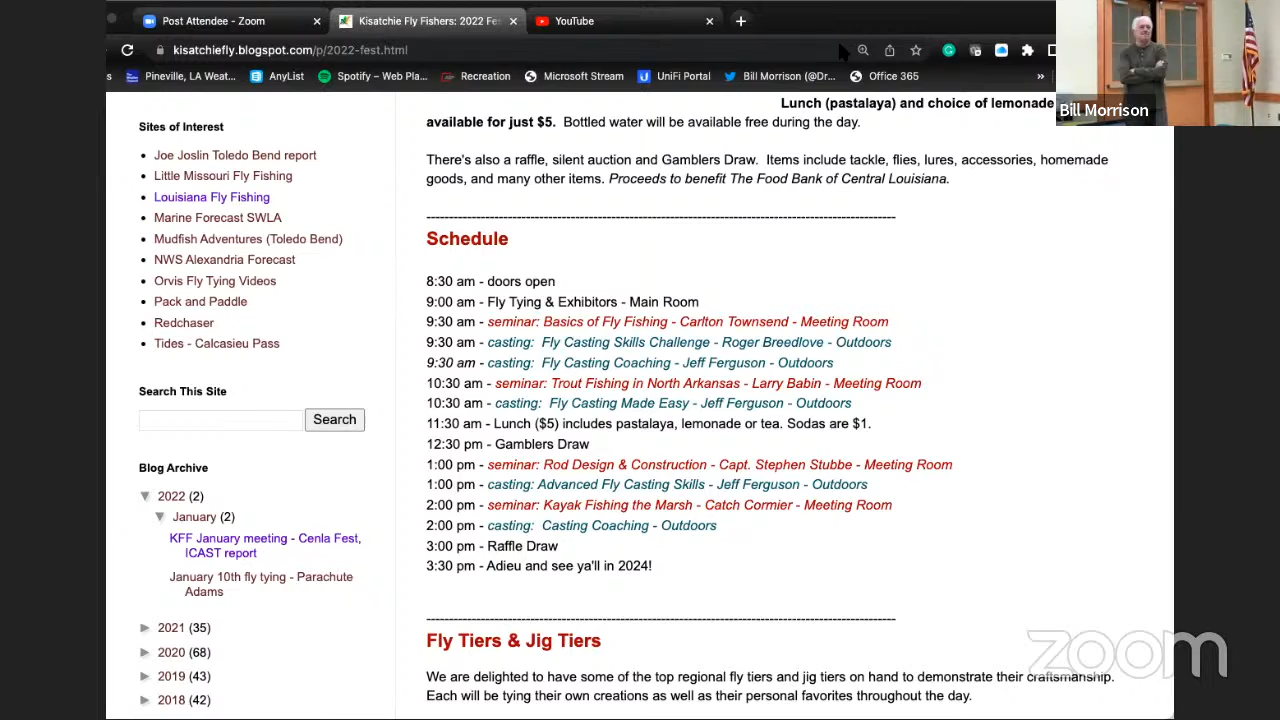 Post Attendee - Zoom
Kisatchie Fly Fishers: 2022 Fes
YouTube
kisatchiefly.blogspot.com/p/2022-fest.html
s
Pineville, LA Weat...
AnyList
Spotify – Web Pla...
Recreation
Microsoft Stream
UniFi Portal
Bill Morrison (@Dr...
Office 365
»
Bill Morrison
Sites of Interest
Joe Joslin Toledo Bend report
Little Missouri Fly Fishing
Louisiana Fly Fishing
Marine Forecast SWLA
Mudfish Adventures (Toledo Bend)
NWS Alexandria Forecast
Orvis Fly Tying Videos
Pack and Paddle
Redchaser
Tides - Calcasieu Pass
Search This Site
Search
Blog Archive
▼ 2022 (2)
▼ January (2)
KFF January meeting - Cenla Fest,
ICAST report
January 10th fly tying - Parachute
Adams
► 2021 (35)
► 2020 (68)
► 2019 (43)
► 2018 (42)
Lunch (pastalaya) and choice of lemonade
available for just $5. Bottled water will be available free during the day.
There's also a raffle, silent auction and Gamblers Draw. Items include tackle, flies, lures, accessories, homemade
goods, and many other items. Proceeds to benefit The Food Bank of Central Louisiana.
--------------------------------------------------------------------------------------------------------
Schedule
8:30 am - doors open
9:00 am - Fly Tying & Exhibitors - Main Room
9:30 am - seminar: Basics of Fly Fishing - Carlton Townsend - Meeting Room
9:30 am - casting: Fly Casting Skills Challenge - Roger Breedlove - Outdoors
9:30 am - casting: Fly Casting Coaching - Jeff Ferguson - Outdoors
10:30 am - seminar: Trout Fishing in North Arkansas - Larry Babin - Meeting Room
10:30 am - casting: Fly Casting Made Easy - Jeff Ferguson - Outdoors
11:30 am - Lunch ($5) includes pastalaya, lemonade or tea. Sodas are $1.
12:30 pm - Gamblers Draw
1:00 pm - seminar: Rod Design & Construction - Capt. Stephen Stubbe - Meeting Room
1:00 pm - casting: Advanced Fly Casting Skills - Jeff Ferguson - Outdoors
2:00 pm - seminar: Kayak Fishing the Marsh - Catch Cormier - Meeting Room
2:00 pm - casting: Casting Coaching - Outdoors
3:00 pm - Raffle Draw
3:30 pm - Adieu and see ya'll in 2024!
--------------------------------------------------------------------------------------------------------
Fly Tiers & Jig Tiers
We are delighted to have some of the top regional fly tiers and jig tiers on hand to demonstrate their craftsmanship.
Each will be tying their own creations as well as their personal favorites throughout the day.
zoom